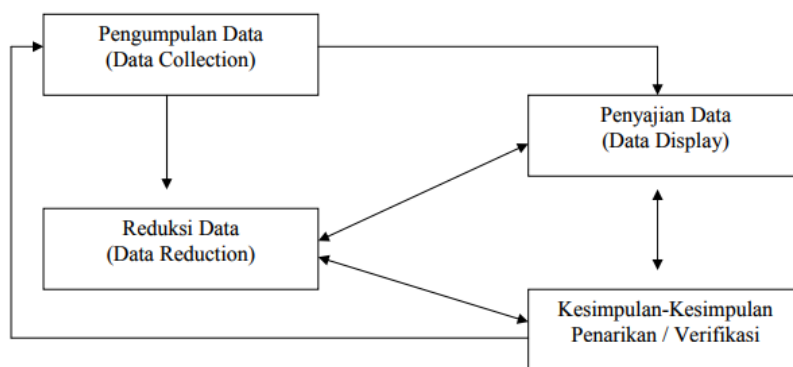 Pengumpulan Data
(Data Collection)
Penyajian Data
(Data Display)
Reduksi Data
(Data Reduction)
Kesimpulan-Kesimpulan
Penarikan / Verifikasi